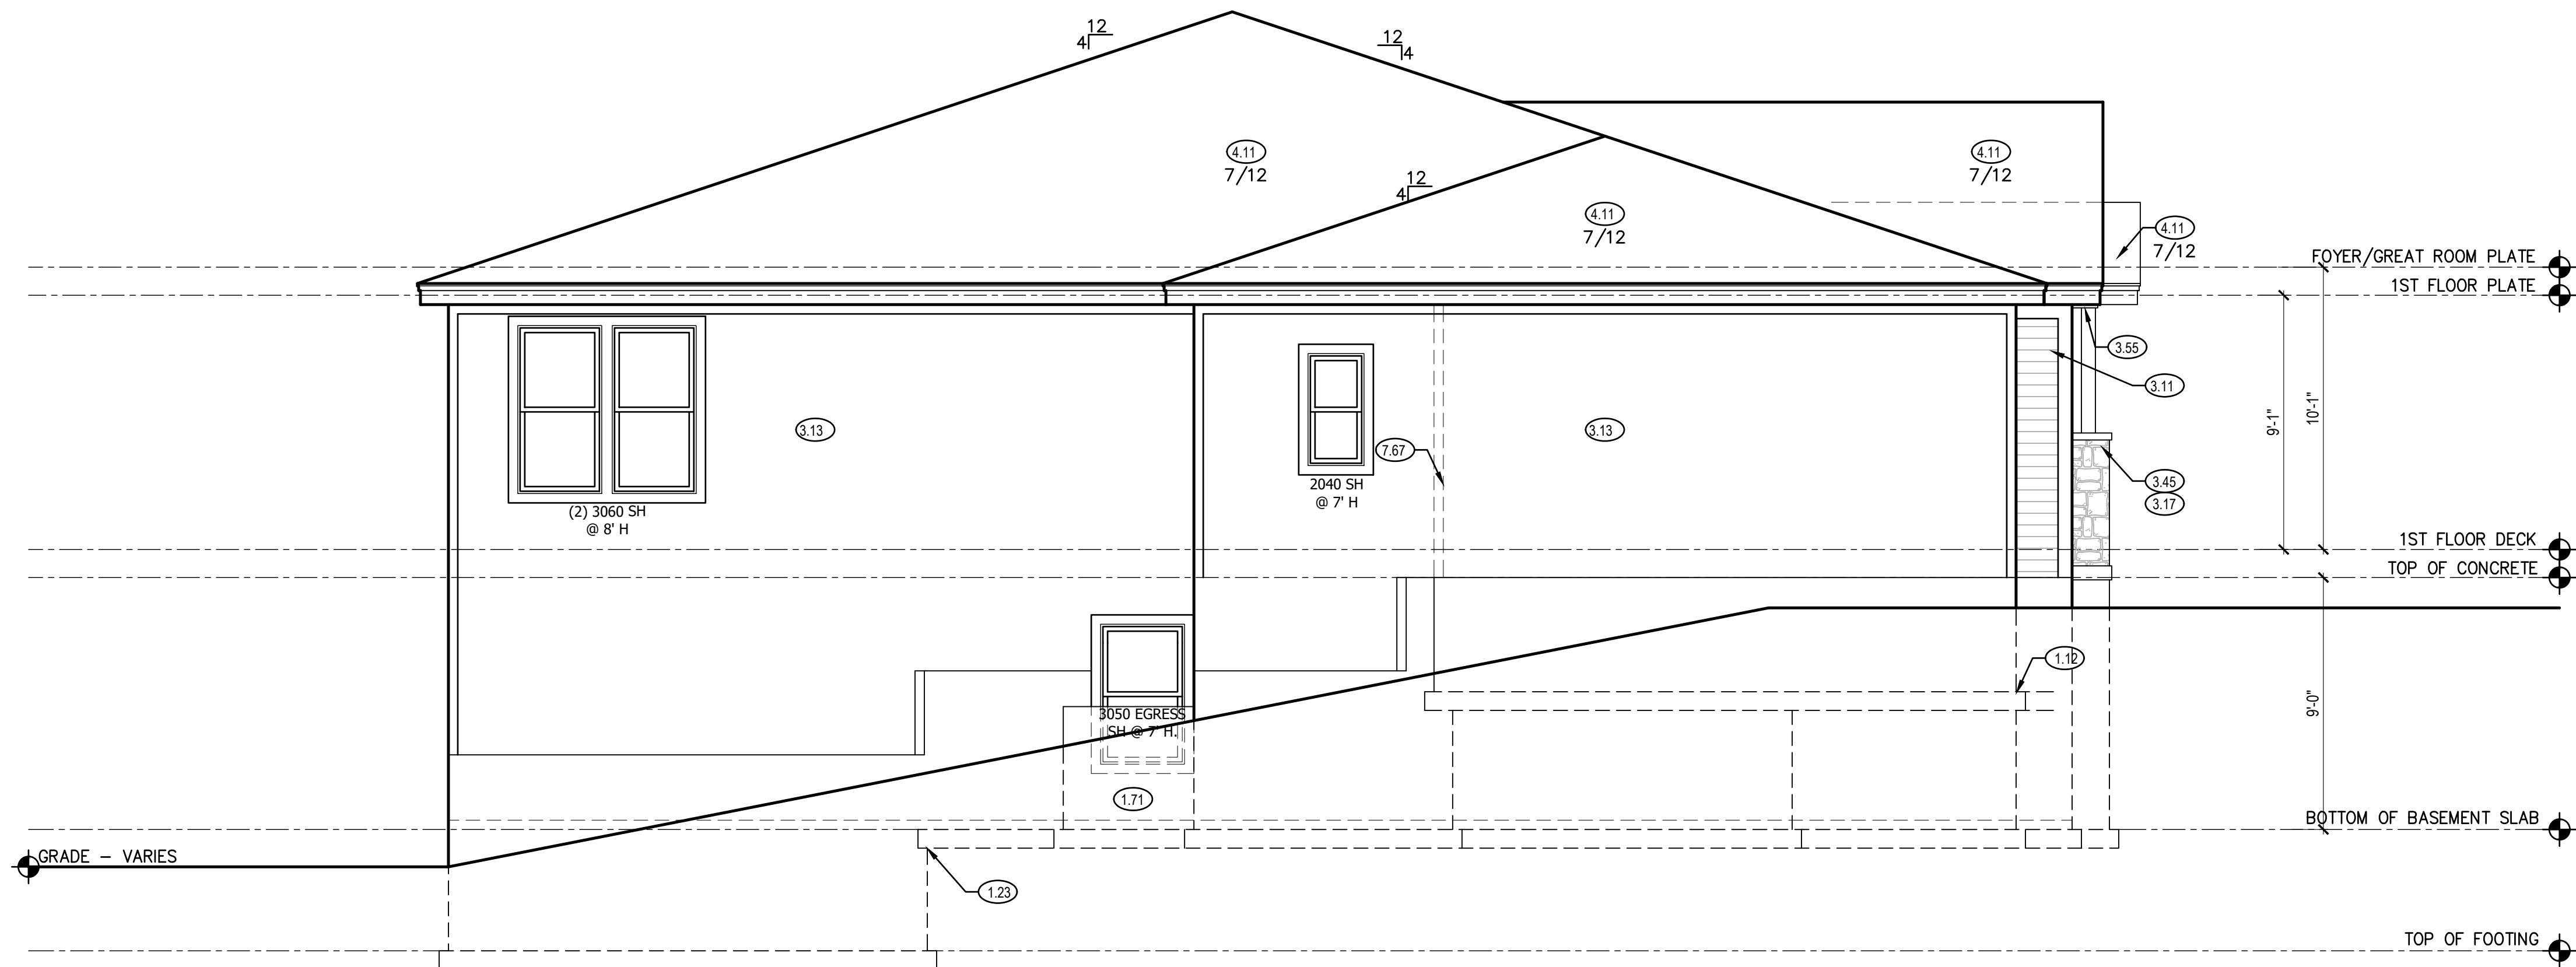 12
4
12
4
4.11
7/12
4.11
7/12
12
4
4.11
7/12
4.11
7/12
FOYER/GREAT ROOM PLATE
1ST FLOOR PLATE
3.55
3.11
9'-1"
10'-1"
3.13
3.13
7.67
2040 SH
@ 7' H
3.45
3.17
(2) 3060 SH
@ 8' H
1ST FLOOR DECK
TOP OF CONCRETE
1.12
9'-0"
3050 EGRESS
SH @ 7' H.
1.71
BOTTOM OF BASEMENT SLAB
GRADE - VARIES
1.23
TOP OF FOOTING